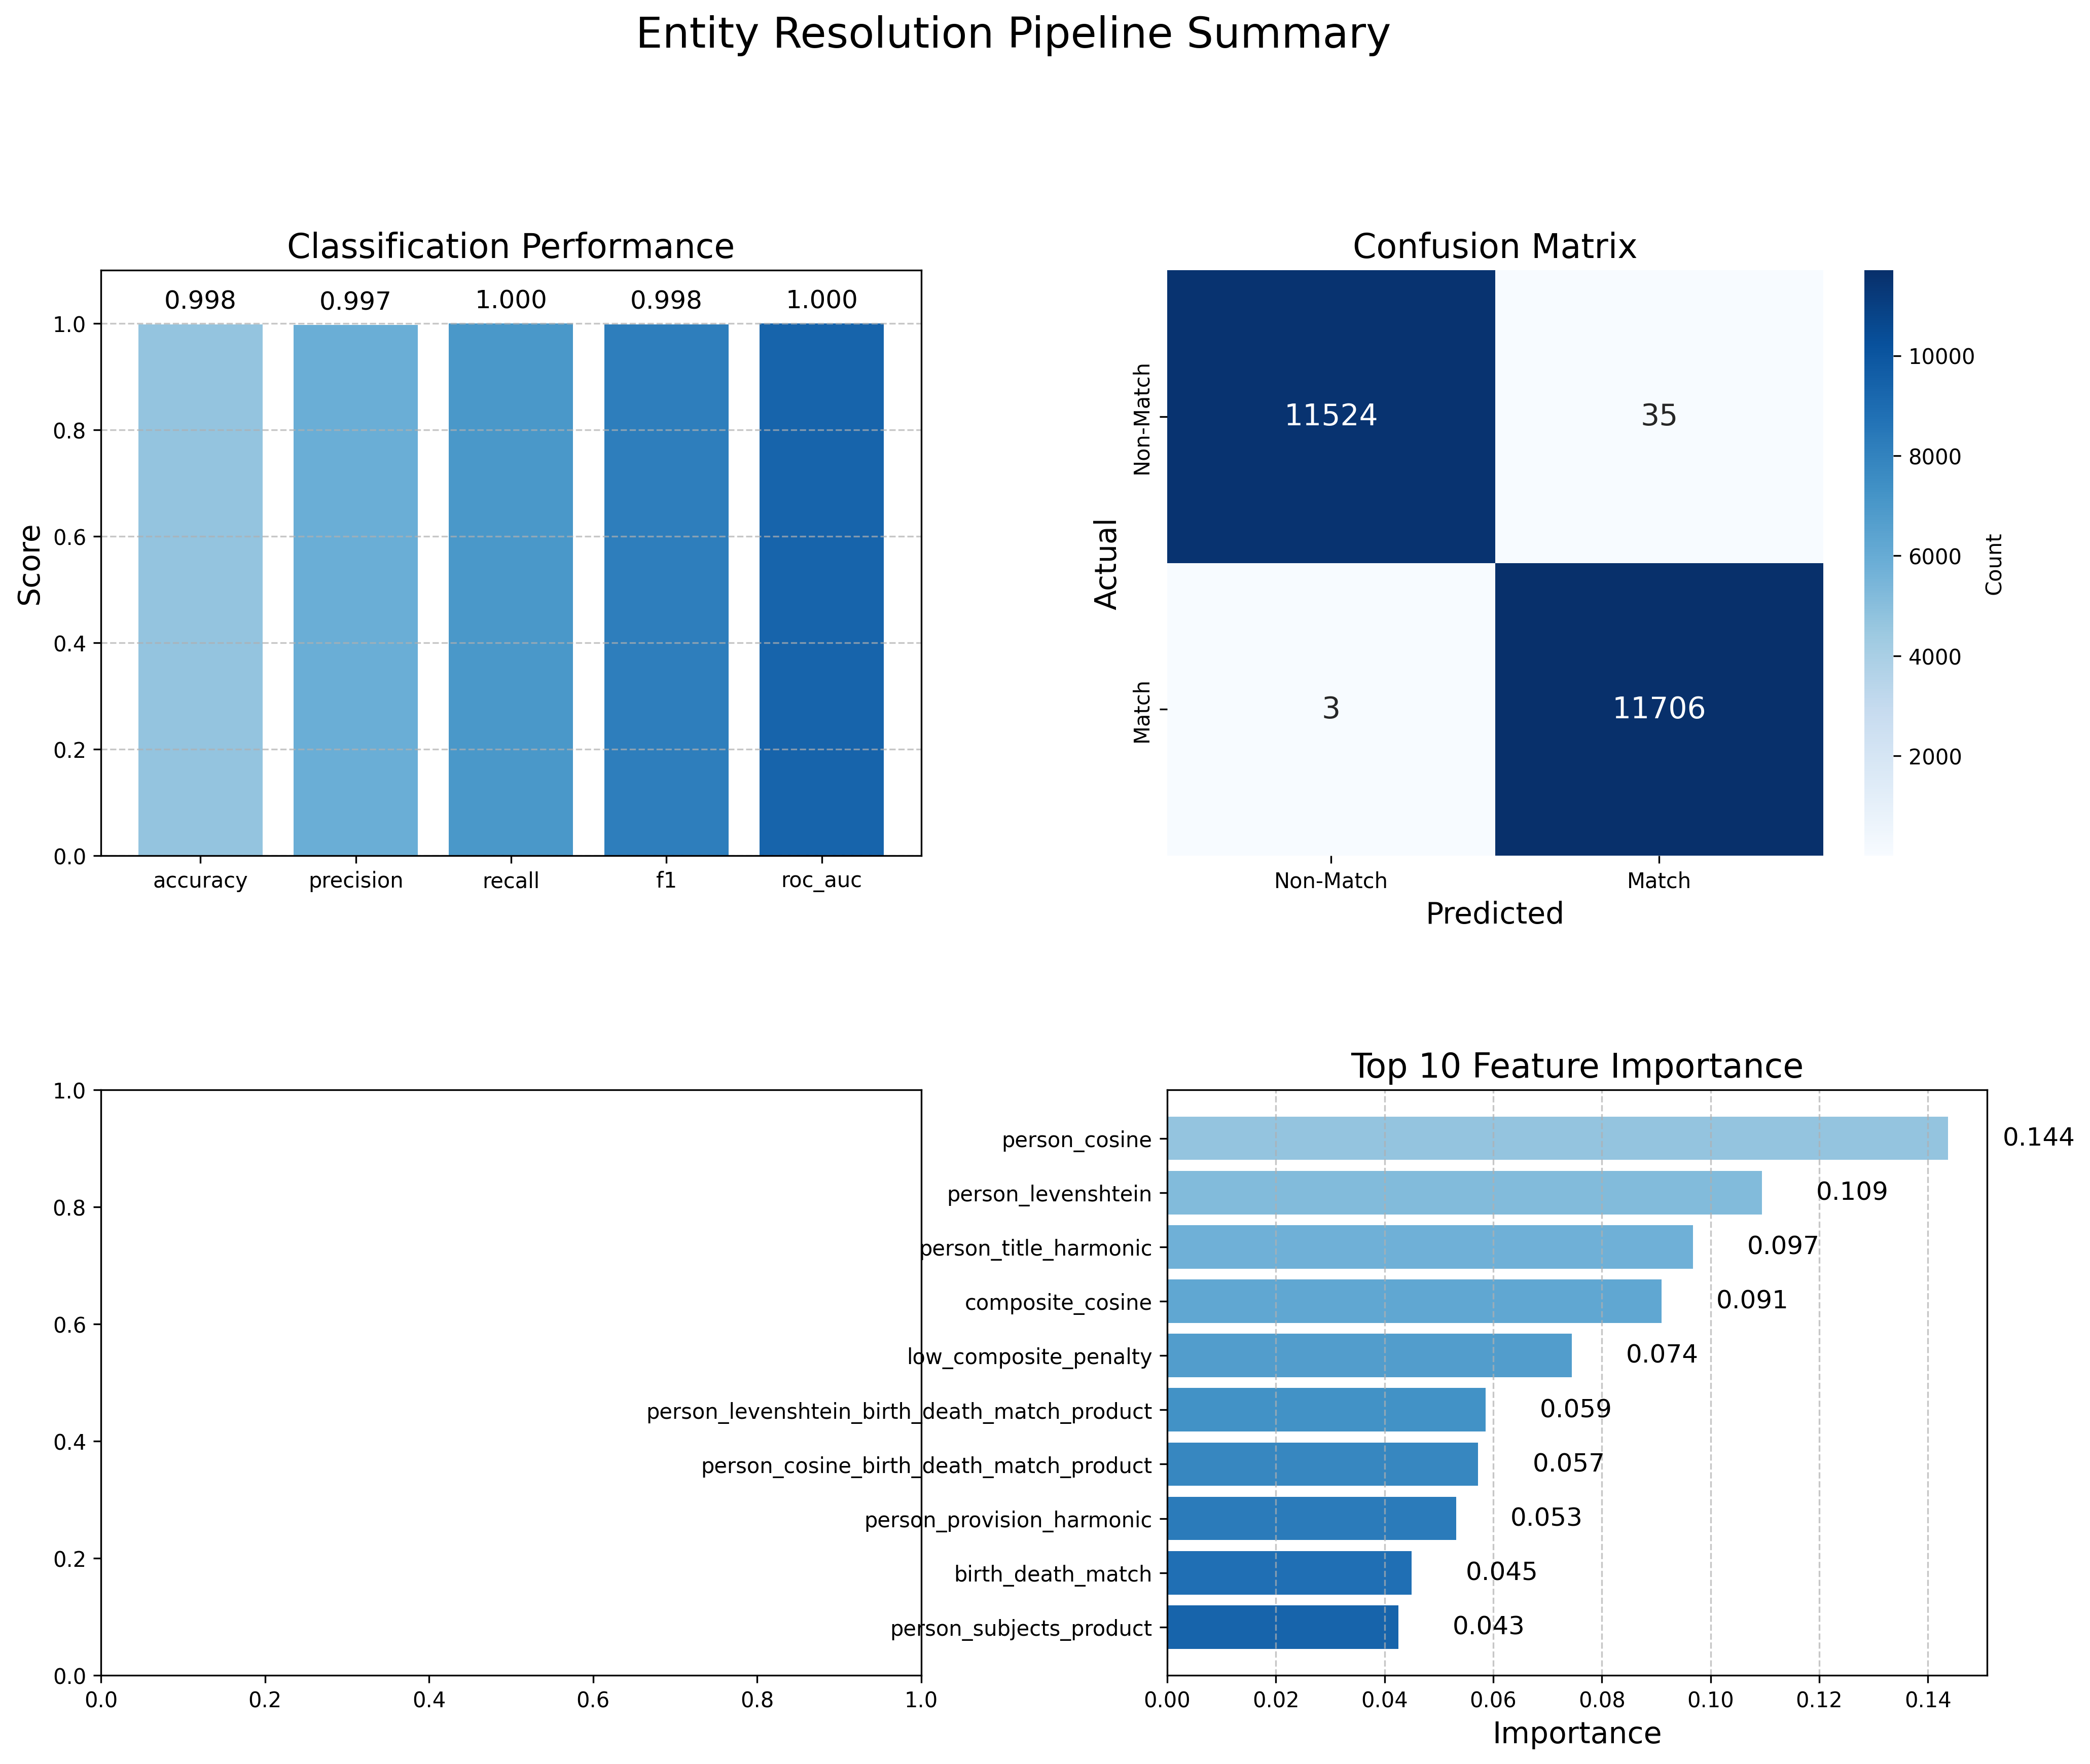 Entity Resolution Pipeline Summary
Classification Performance
Score
1.0
0.8
0.6
0.4
0.2
0.0
0.998
0.997
1.000
0.998
1.000
accuracy
precision
recall
f1
roc_auc
Confusion Matrix
Actual
Non-Match
Match
11524
35
3
11706
Non-Match
Match
Predicted
10000
8000
6000
4000
2000
Count
1.0
0.8
0.6
0.4
0.2
0.0
0.0
0.2
0.4
0.6
0.8
1.0
Top 10 Feature Importance
person_cosine
0.144
person_levenshtein
0.109
person_title_harmonic
0.097
composite_cosine
0.091
low_composite_penalty
0.074
person_levenshtein_birth_death_match_product
0.059
person_cosine_birth_death_match_product
0.057
person_provision_harmonic
0.053
birth_death_match
0.045
person_subjects_product
0.043
0.00
0.02
0.04
0.06
0.08
0.10
0.12
0.14
Importance